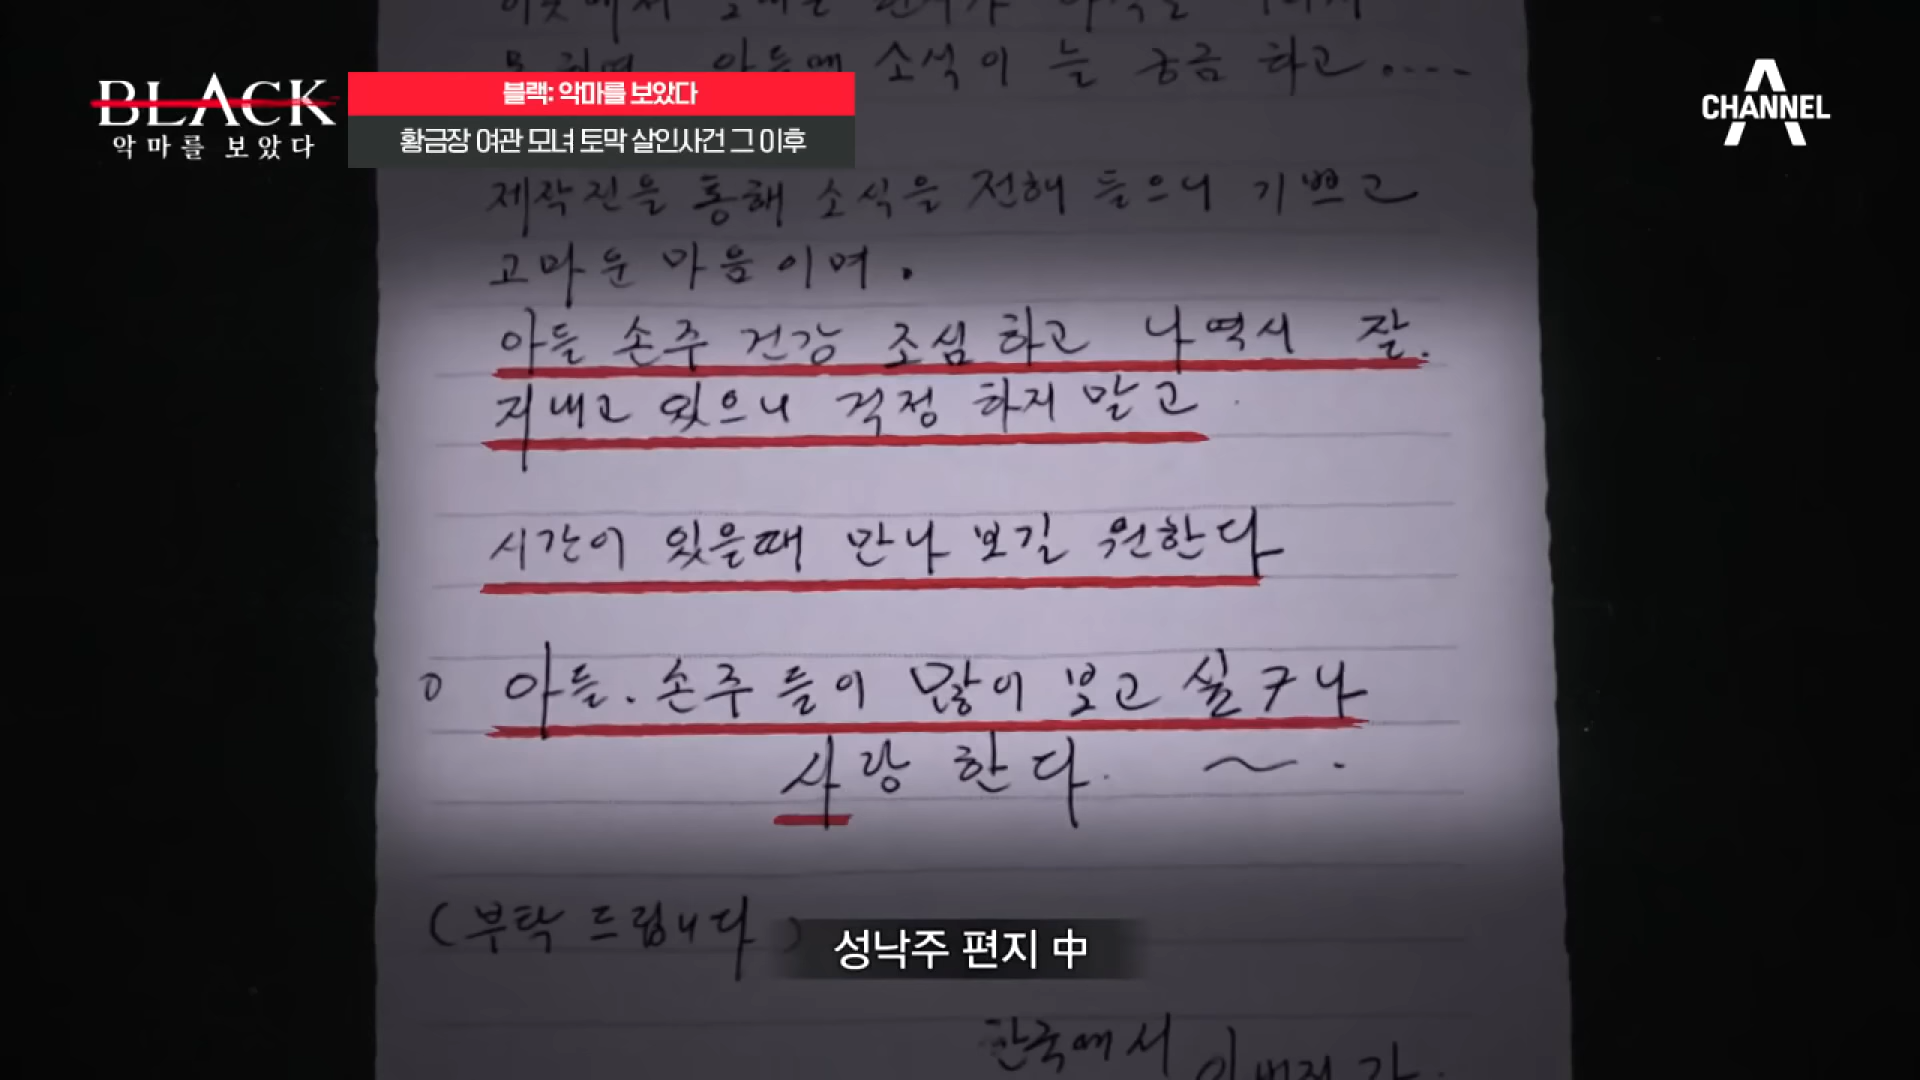 BLACK
악마를 보았다
블랙: 악마를 보았다
황금장 여관 모녀 토막 살인사건 그 이후
CHANNEL A
소식이 늘 궁금 하고 .....
제작진을 통해 소식을 전해 들으니 기쁘고
고마운 마음이며.
아들 손주 건강 조심하고 나역시 잘.
지내고 있으니 걱정 하지 말고
시간이 있을때 만나 보길 원한다
o 아들. 손주 들이 많이 보고 싶구나
사랑 한다. ~.
(부탁 드립니다)
성낙주 편지 中
한국에서